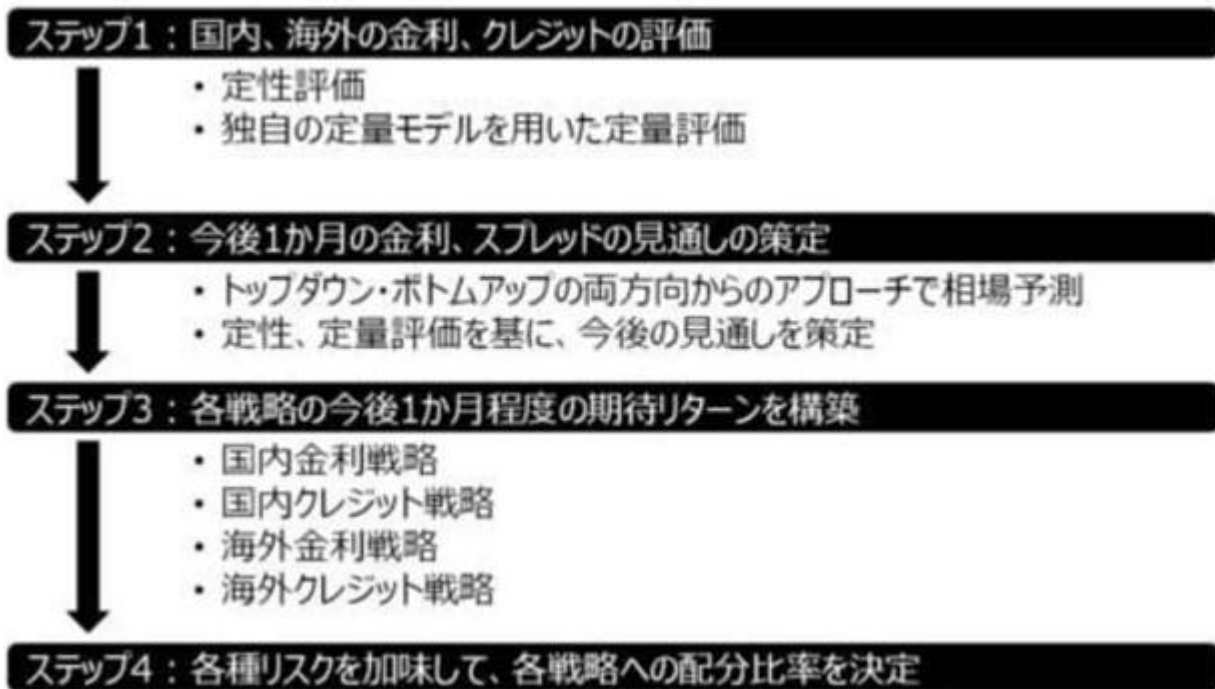 ステップ1：国内、海外の金利、クレジットの評価
・定性評価
・独自の定量モデルを用いた定量評価
ステップ2：今後1か月の金利、スプレッドの見通しの策定
・トップダウン・ボトムアップの両方向からのアプローチで相場予測
・定性、定量評価を基に、今後の見通しを策定
ステップ3：各戦略の今後1か月程度の期待リターンを構築
・国内金利戦略
・国内クレジット戦略
・海外金利戦略
・海外クレジット戦略
ステップ4：各種リスクを加味して、各戦略への配分比率を決定